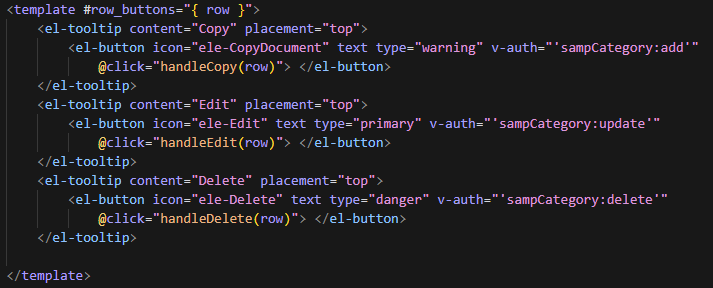 <template #row_buttons="{ row }">
<el-tooltip content="Copy" placement="top">
<el-button icon="ele-CopyDocument" text type="warning" v-auth="'sampCategory:add'"
@click="handleCopy(row)"> </el-button>
</el-tooltip>
<el-tooltip content="Edit" placement="top">
<el-button icon="ele-Edit" text type="primary" v-auth="'sampCategory:update'"
@click="handleEdit(row)"> </el-button>
</el-tooltip>
<el-tooltip content="Delete" placement="top">
<el-button icon="ele-Delete" text type="danger" v-auth="'sampCategory:delete'"
@click="handleDelete(row)"> </el-button>
</el-tooltip>
</template>